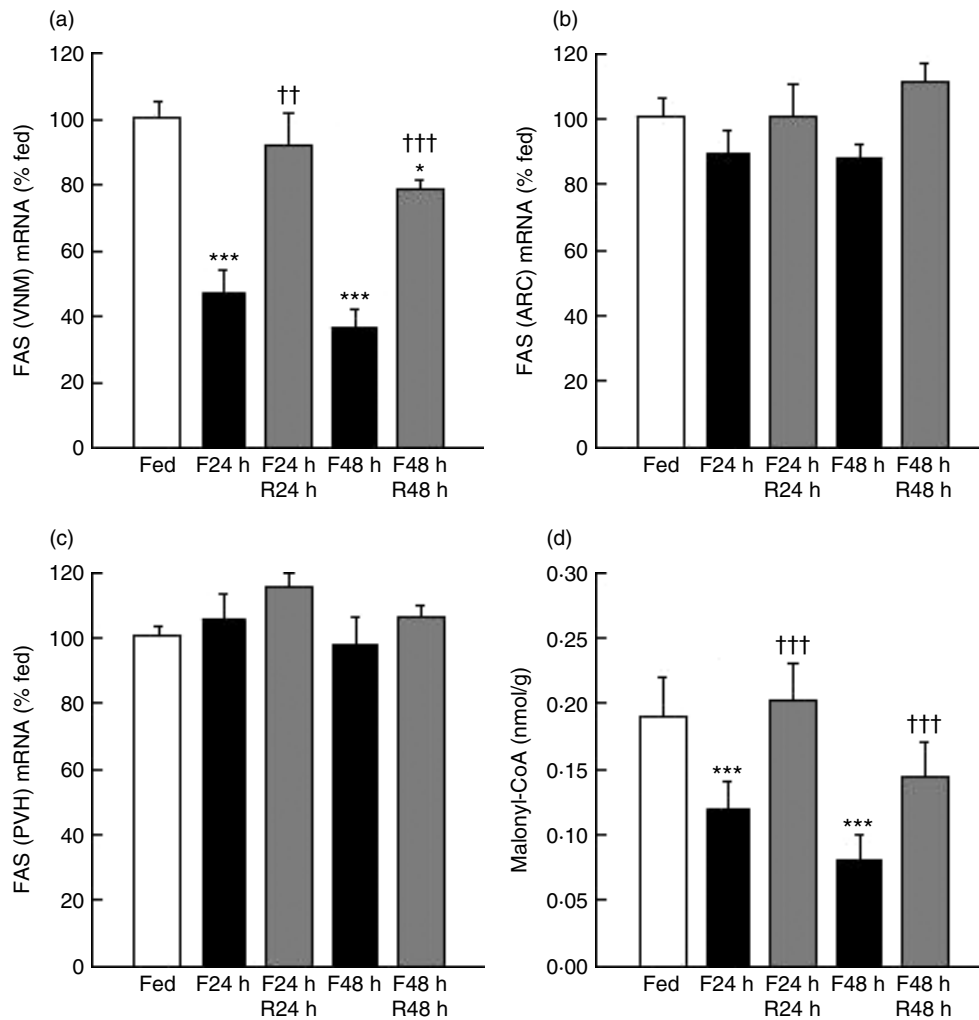 (a)
FAS (VNM) mRNA (% fed)
120
100
80
60
40
20
0
***
††
***
†††
*
Fed F24 h F24 h F48 h F48 h
R24 h R48 h
(b)
FAS (ARC) mRNA (% fed)
120
100
80
60
40
20
0
Fed F24 h F24 h F48 h F48 h
R24 h R48 h
(c)
FAS (PVH) mRNA (% fed)
120
100
80
60
40
20
0
Fed F24 h F24 h F48 h F48 h
R24 h R48 h
(d)
Malonyl-CoA (nmol/g)
0·30
0·25
0·20
0·15
0·10
0·05
0·00
***
†††
***
†††
Fed F24 h F24 h F48 h F48 h
R24 h R48 h